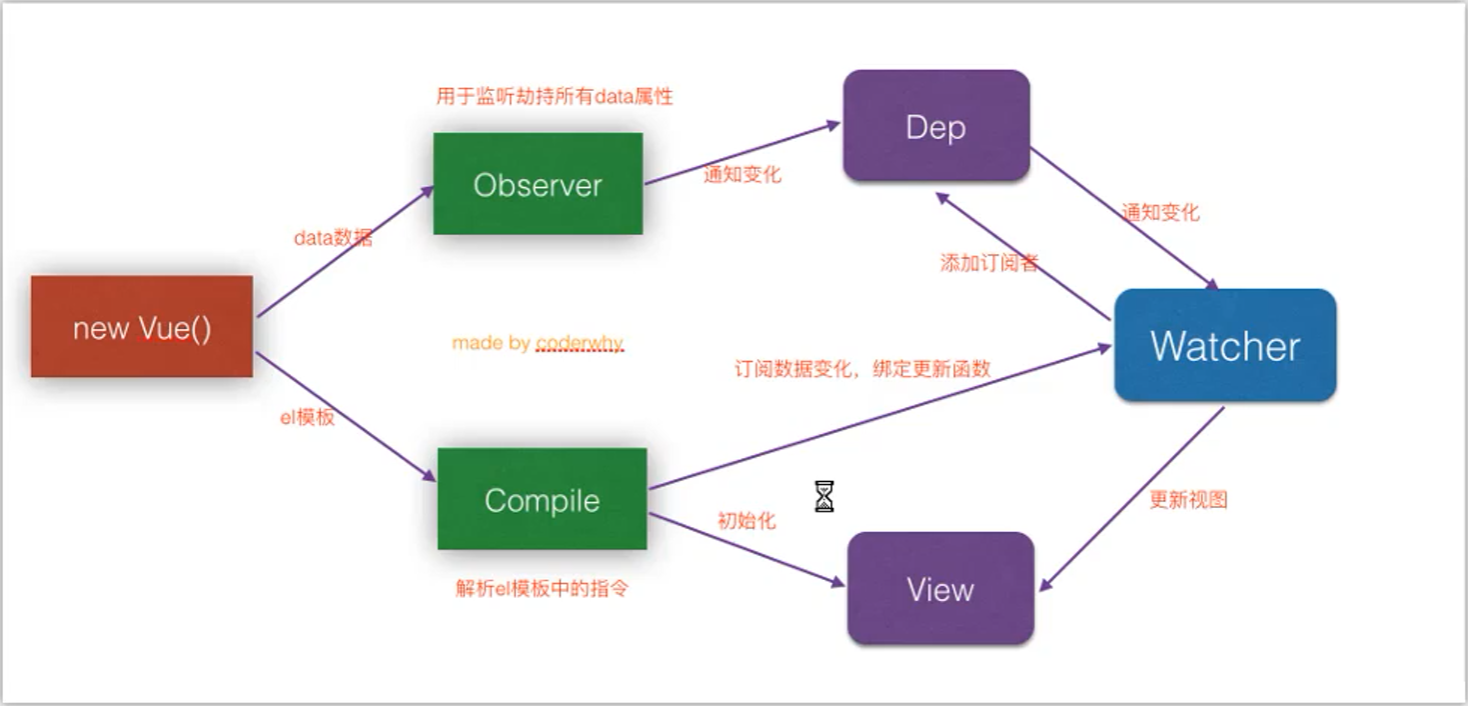 用于监听劫持所有data属性
Dep
Observer
通知变化
通知变化
data数据
添加订阅者
new Vue()
made by coderwhy
Watcher
订阅数据变化，绑定更新函数
el模板
Compile
初始化
更新视图
解析el模板中的指令
View